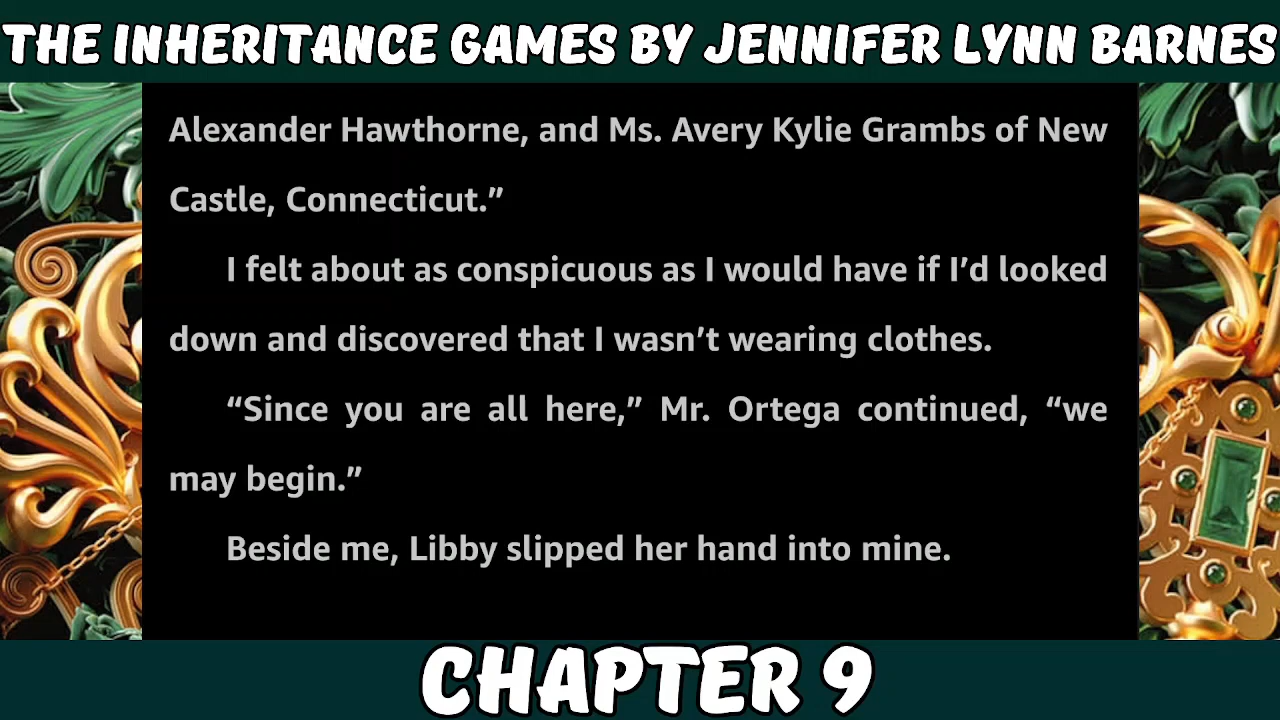 THE INHERITANCE GAMES BY JENNIFER LYNN BARNES
Alexander Hawthorne, and Ms. Avery Kylie Grambs of New
Castle, Connecticut.”
I felt about as conspicuous as I would have if I’d looked
down and discovered that I wasn’t wearing clothes.
“Since you are all here,” Mr. Ortega continued, “we
may begin.”
Beside me, Libby slipped her hand into mine.
CHAPTER 9